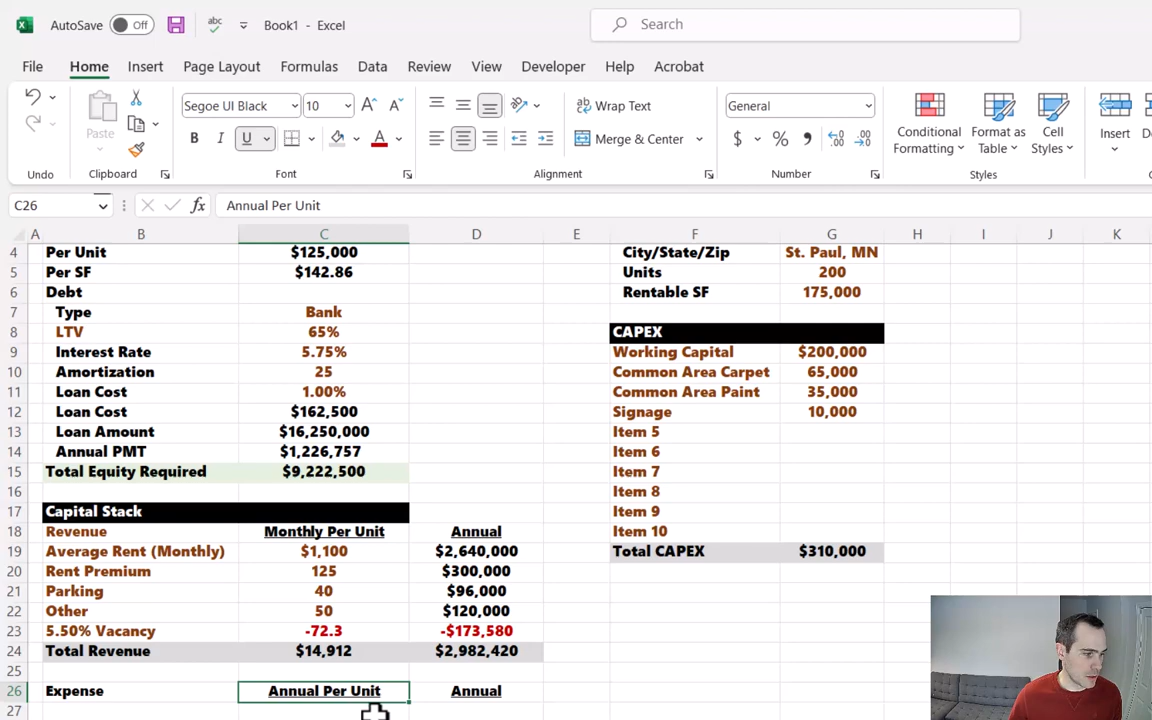 AutoSave Off abc Book1 - Excel Search
File Home Insert Page Layout Formulas Data Review View Developer Help Acrobat
Paste Segoe UI Black 10 A A ab Wrap Text General
B I U A Merge & Center $ % , Conditional Formatting Format as Table Cell Styles Insert
Undo Clipboard Font Alignment Number Styles
C26 fx Annual Per Unit
A B C D E F G H I J K
4 Per Unit $125,000 City/State/Zip St. Paul, MN
5 Per SF $142.86 Units 200
6 Debt Rentable SF 175,000
7 Type Bank
8 LTV 65% CAPEX
9 Interest Rate 5.75% Working Capital $200,000
10 Amortization 25 Common Area Carpet 65,000
11 Loan Cost 1.00% Common Area Paint 35,000
12 Loan Cost $162,500 Signage 10,000
13 Loan Amount $16,250,000 Item 5
14 Annual PMT $1,226,757 Item 6
15 Total Equity Required $9,222,500 Item 7
16 Item 8
17 Capital Stack Item 9
18 Revenue Monthly Per Unit Annual Item 10
19 Average Rent (Monthly) $1,100 $2,640,000 Total CAPEX $310,000
20 Rent Premium 125 $300,000
21 Parking 40 $96,000
22 Other 50 $120,000
23 5.50% Vacancy -72.3 -$173,580
24 Total Revenue $14,912 $2,982,420
25
26 Expense Annual Per Unit Annual
27